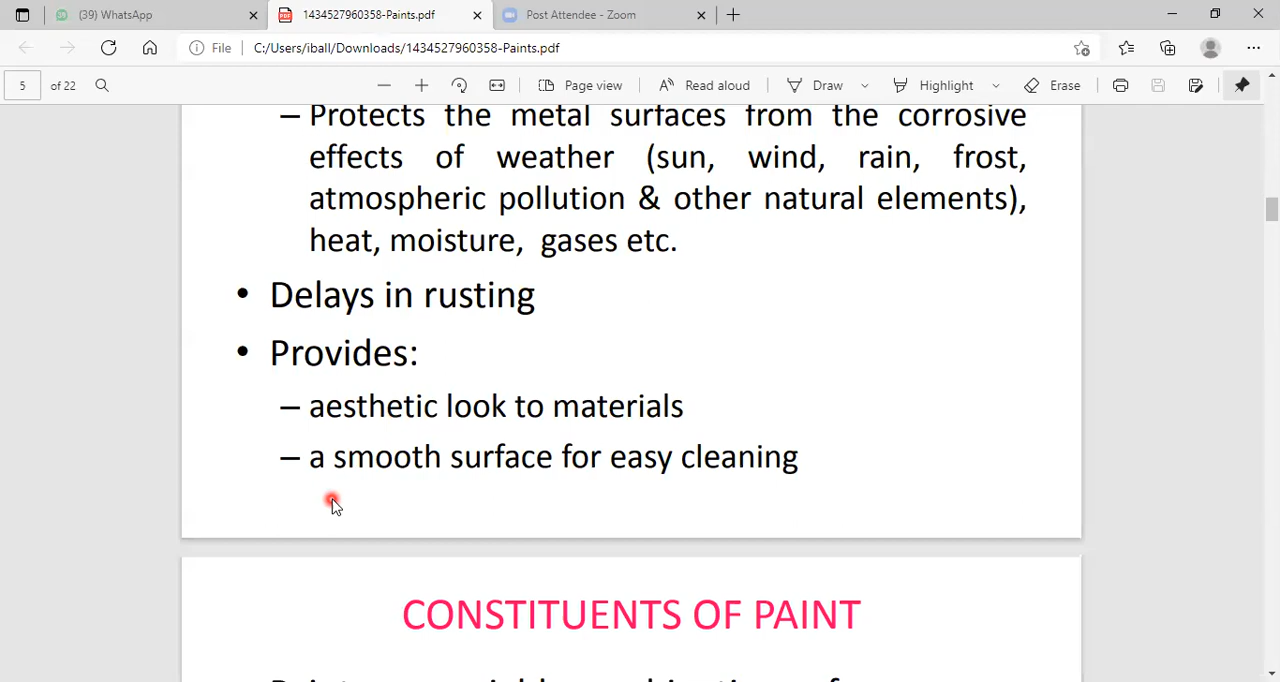 (39) WhatsApp
1434527960358-Paints.pdf
Post Attendee - Zoom
File
C:/Users/iball/Downloads/1434527960358-Paints.pdf
5
of 22
Page view
Read aloud
Draw
Highlight
Erase
– Protects the metal surfaces from the corrosive
effects of weather (sun, wind, rain, frost,
atmospheric pollution & other natural elements),
heat, moisture, gases etc.
• Delays in rusting
• Provides:
– aesthetic look to materials
– a smooth surface for easy cleaning
CONSTITUENTS OF PAINT